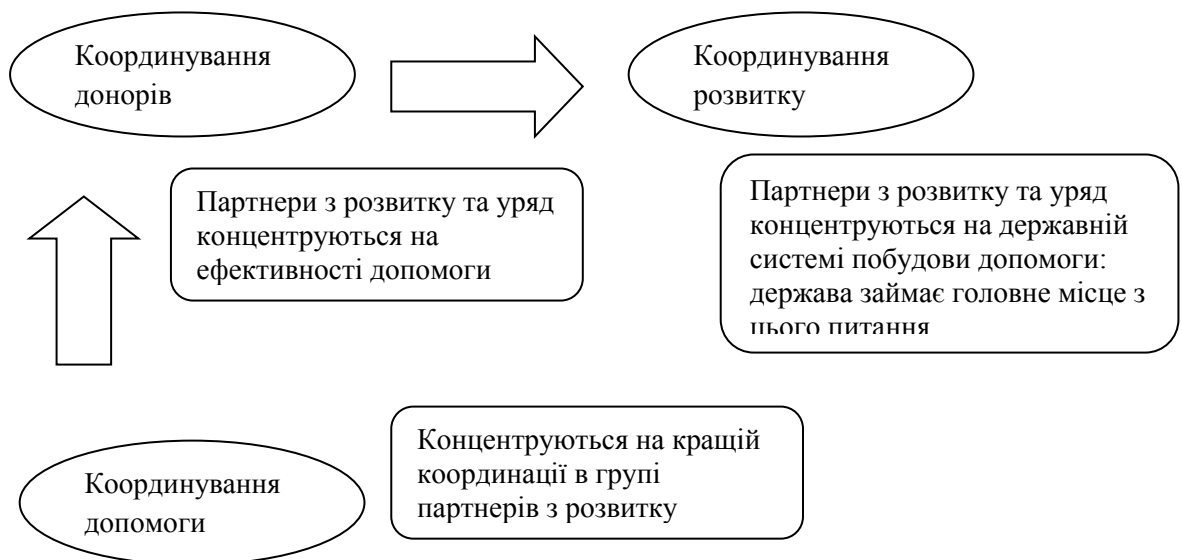 Координування
донорів
Координування
розвитку
Партнери з розвитку та уряд
концентруються на
ефективності допомоги
Партнери з розвитку та уряд
концентруються на державній
системі побудови допомоги:
держава займає головне місце з
цього питання
Координування
допомоги
Концентруються на кращій
координації в групі
партнерів з розвитку